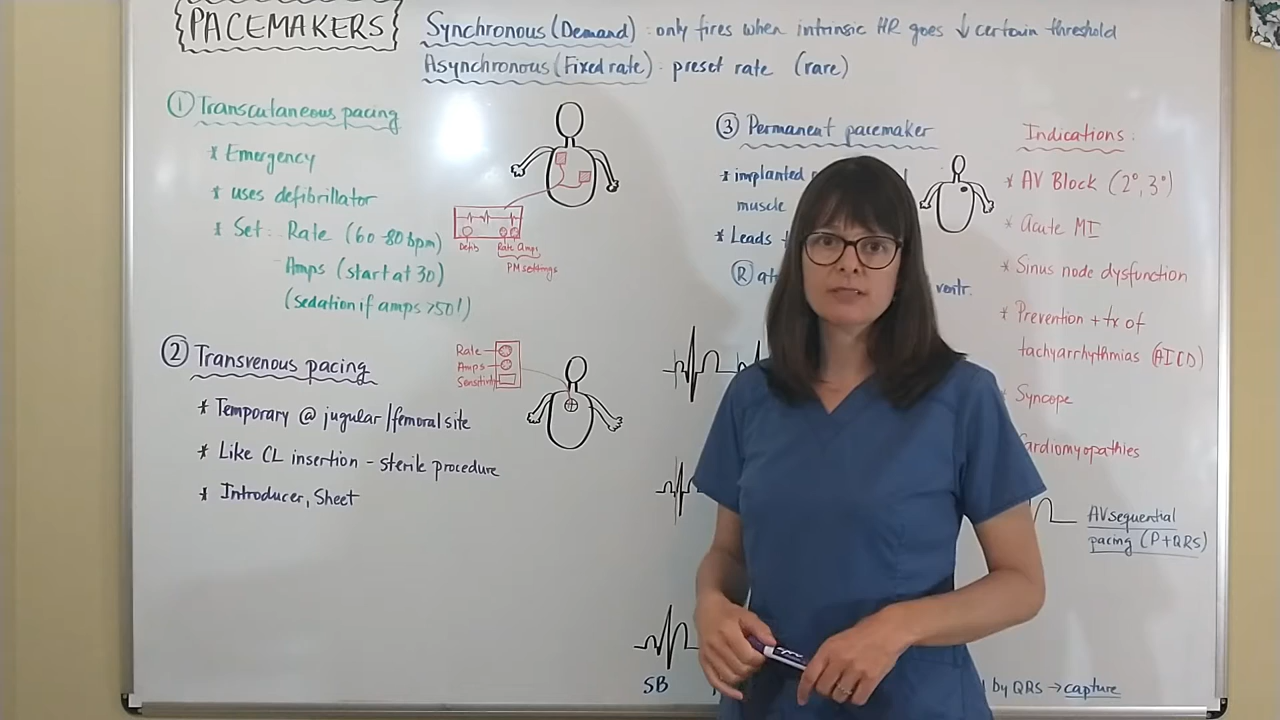 PACEMAKERS
Synchronous (Demand) : only fires when intrinsic HR goes ↓ certain threshold
Asynchronous (Fixed rate) : preset rate (rare)
① Transcutaneous pacing
* Emergency
* uses defibrillator
* Set: Rate (60-80 bpm)
Amps (start at 30)
(sedation if amps >50!)
Defib
Rate Amps
PM settings
② Transvenous pacing
Rate
Amps
Sensitivity
* Temporary @ jugular/femoral site
* Like CL insertion - sterile procedure
* Introducer, Sheet
③ Permanent pacemaker
* implanted
muscle
* Leads
Ⓡ
ventr.
Indications:
* AV Block (2°, 3°)
* Acute MI
* Sinus node dysfunction
* Prevention + tx of
tachyarrhythmias (AICD)
* Syncope
Cardiomyopathies
AV sequential
pacing (P+QRS)
SB
by QRS → capture